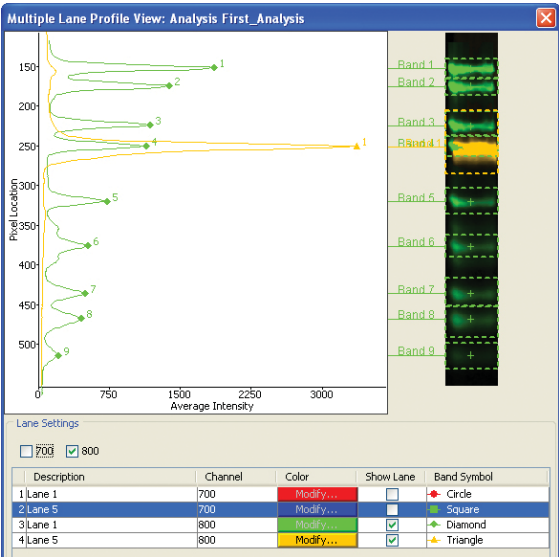 Multiple Lane Profile View: Analysis First_Analysis
150
200
250
300
350
400
450
500
Pixel Location
0
750
1500
2250
3000
Average Intensity
1
2
3
4
1
5
6
7
8
9
Band 1
Band 2
Band 3
Band 5
Band 6
Band 7
Band 8
Band 9
Lane Settings
700
800
Description Channel Color Show Lane Band Symbol
1 Lane 1 700 Modify... Circle
2 Lane 5 700 Modify... Square
3 Lane 1 800 Modify... Diamond
4 Lane 5 800 Modify... Triangle